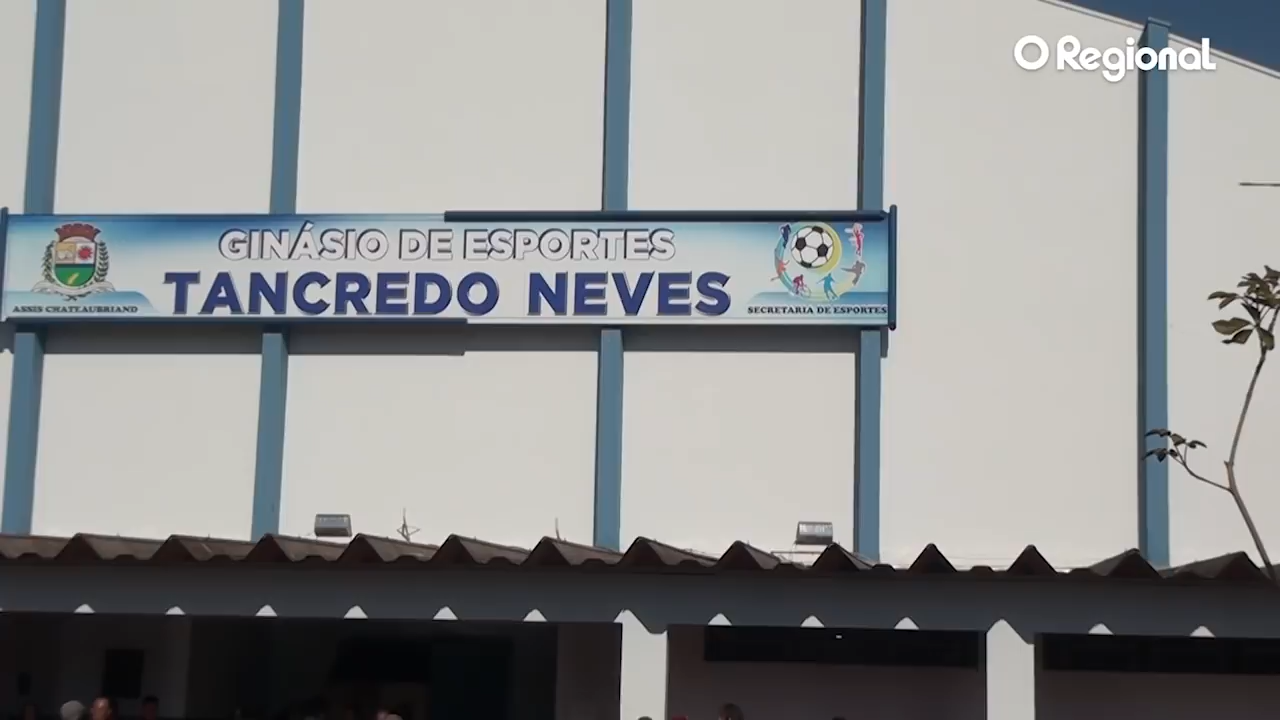 O Regional
GINÁSIO DE ESPORTES
TANCREDO NEVES
ASSIS CHATEAUBRIAND
SECRETARIA DE ESPORTES